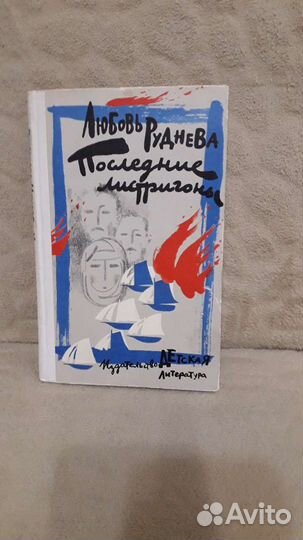 Любовь Руднева
Последние
листригоны
Издательство
Детская
литература
Avito